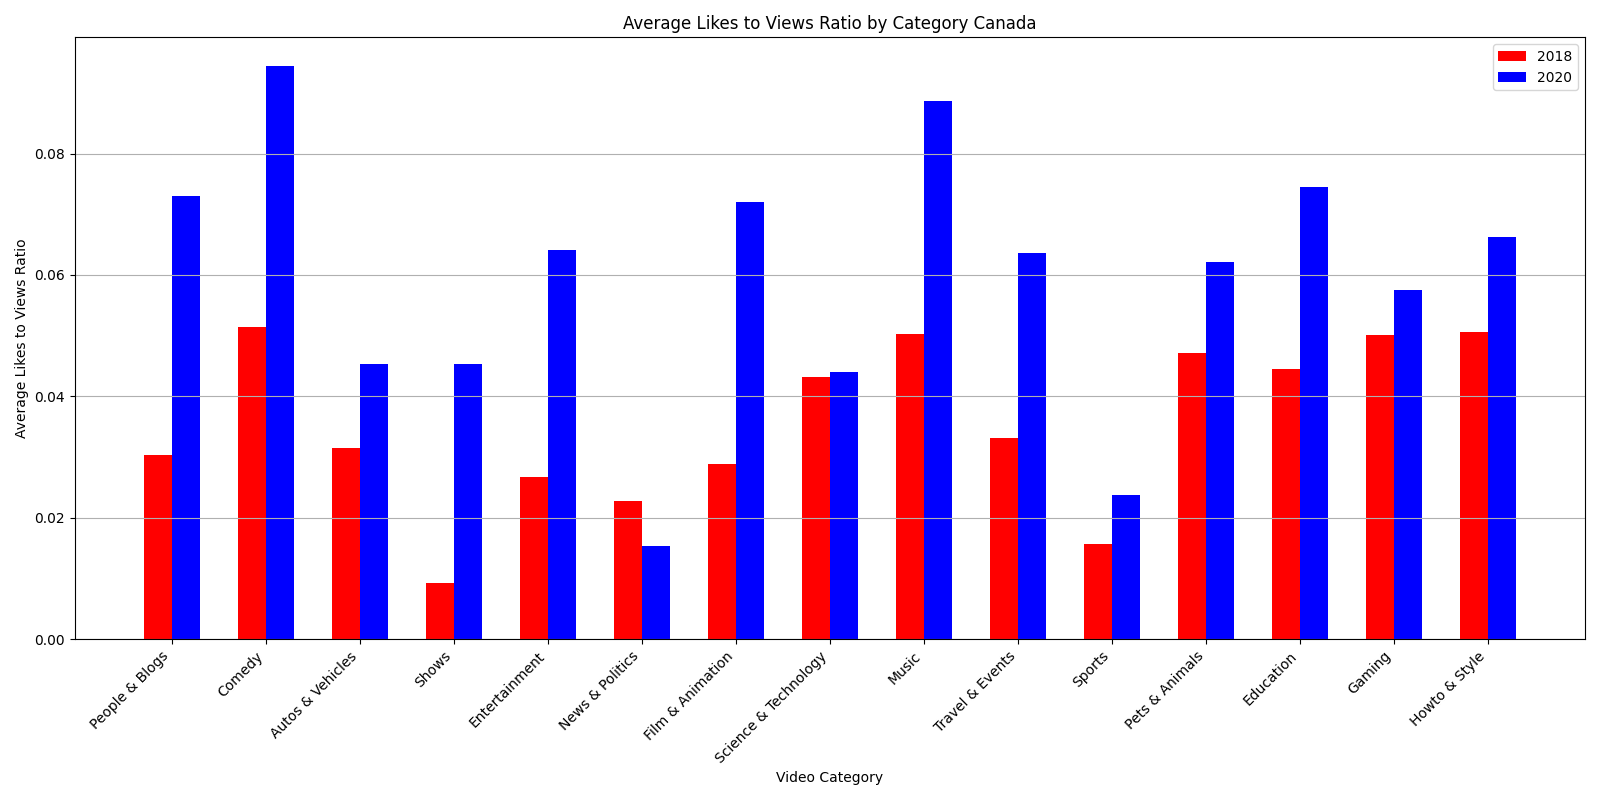 Average Likes to Views Ratio by Category Canada
2018
2020
Average Likes to Views Ratio
0.08
0.06
0.04
0.02
0.00
People & Blogs
Comedy
Autos & Vehicles
Shows
Entertainment
News & Politics
Film & Animation
Science & Technology
Music
Travel & Events
Sports
Pets & Animals
Education
Gaming
Howto & Style
Video Category